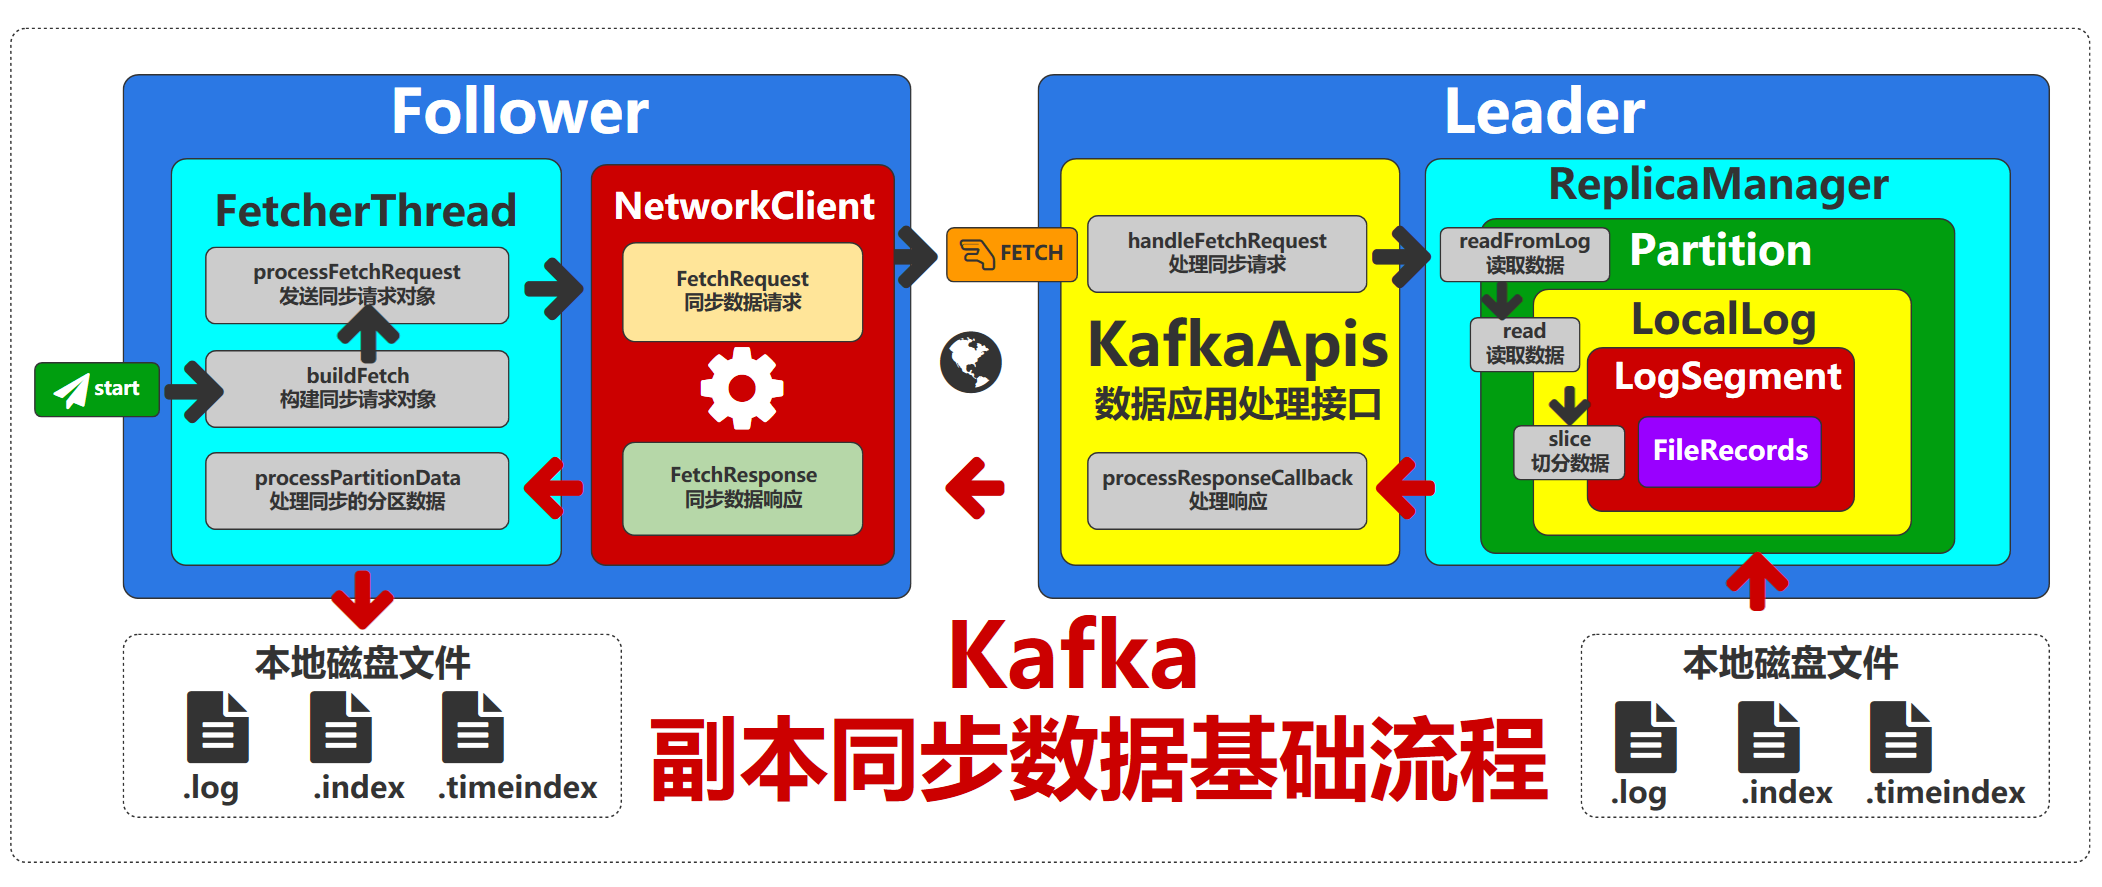 Follower
FetcherThread
processFetchRequest
发送同步请求对象
start
buildFetch
构建同步请求对象
processPartitionData
处理同步的分区数据
NetworkClient
FetchRequest
同步数据请求
FetchResponse
同步数据响应
FETCH
Leader
handleFetchRequest
处理同步请求
KafkaApis
数据应用处理接口
processResponseCallback
处理响应
ReplicaManager
readFromLog
读取数据
Partition
read
读取数据
LocalLog
LogSegment
slice
切分数据
FileRecords
本地磁盘文件
.log
.index
.timeindex
Kafka
副本同步数据基础流程
本地磁盘文件
.log
.index
.timeindex